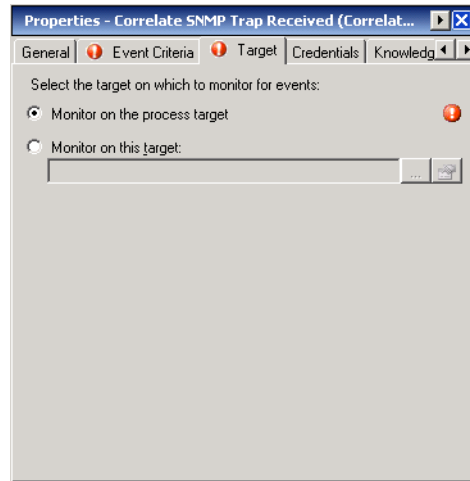 Properties - Correlate SNMP Trap Received (Correlat...
General Event Criteria Target Credentials Knowledg
Select the target on which to monitor for events:
Monitor on the process target
Monitor on this target:
...